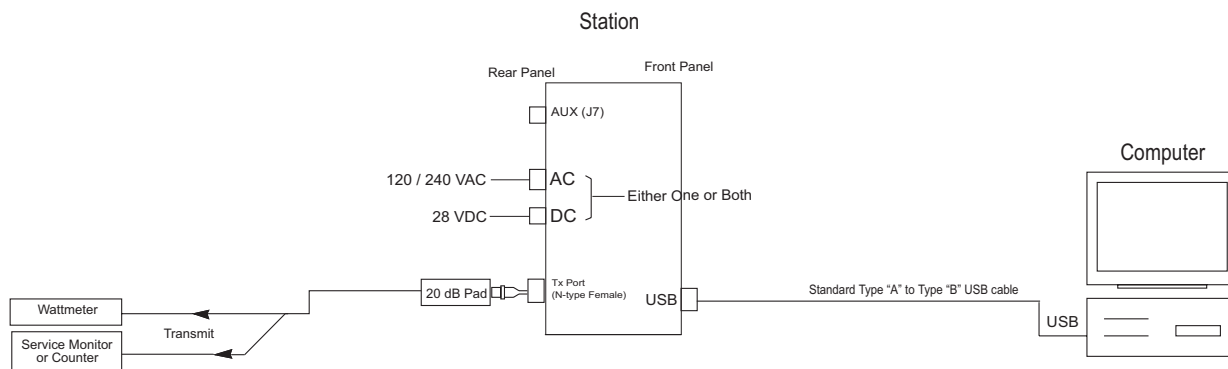 Station
Rear Panel
Front Panel
AUX (J7)
Computer
120 / 240 VAC
AC
Either One or Both
28 VDC
DC
Tx Port
(N-type Female)
20 dB Pad
USB
Standard Type “A” to Type “B” USB cable
USB
Wattmeter
Transmit
Service Monitor
or Counter